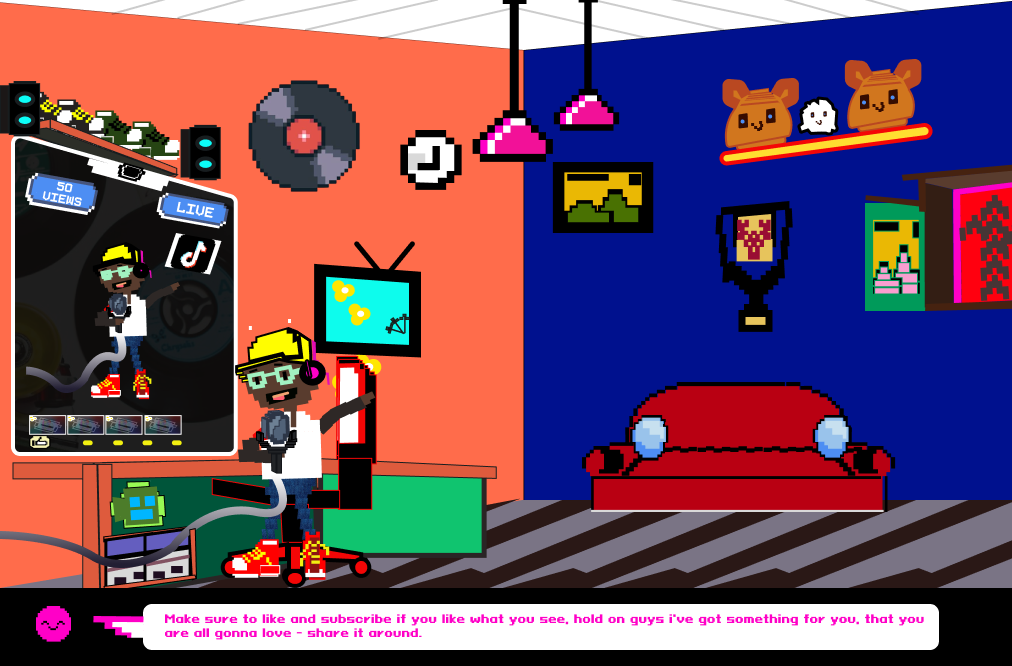 50
VIEWS
LIVE
Make sure to like and subscribe if you like what you see, hold on guys i've got something for you, that you
are all gonna love - share it around.